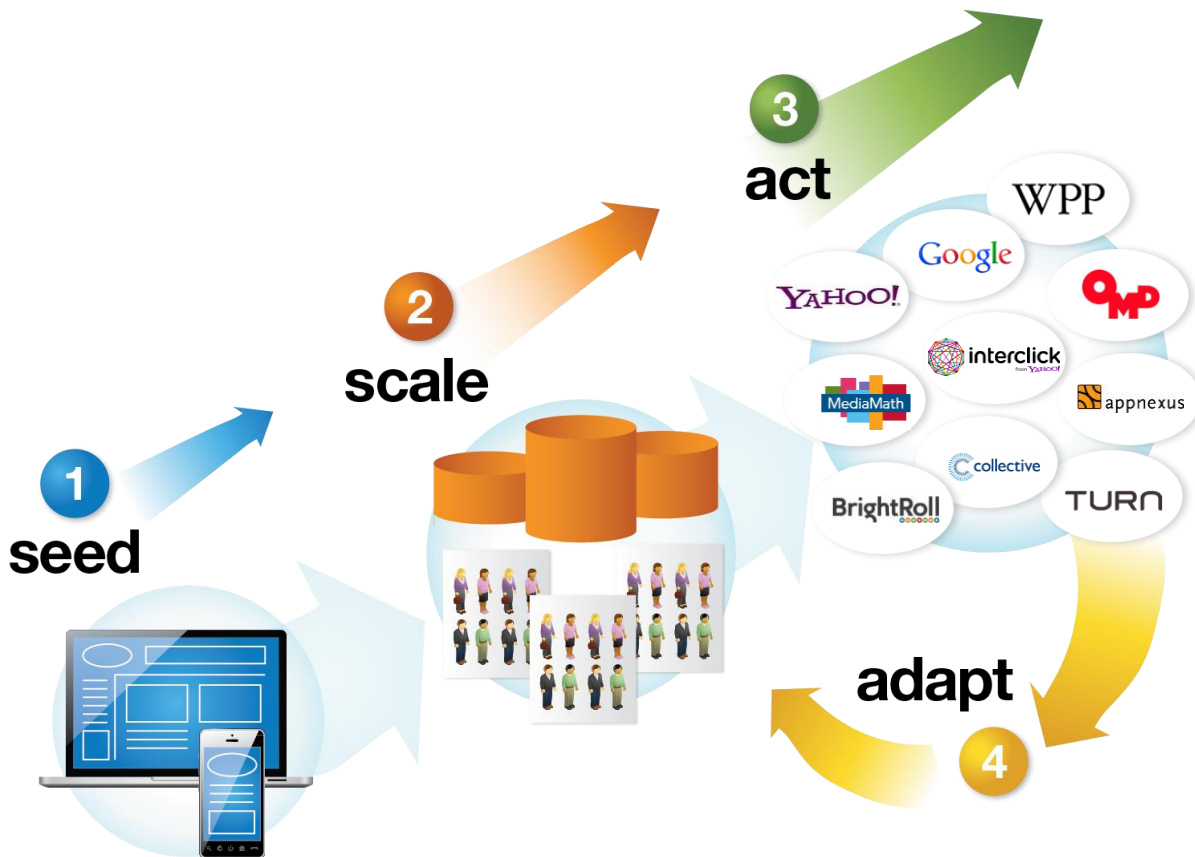 1
seed
2
scale
3
act
WPP
Google
YAHOO!
OMD
interclick
from YAHOO!
MediaMath
appnexus
collective
BrightRoll
TURN
adapt
4